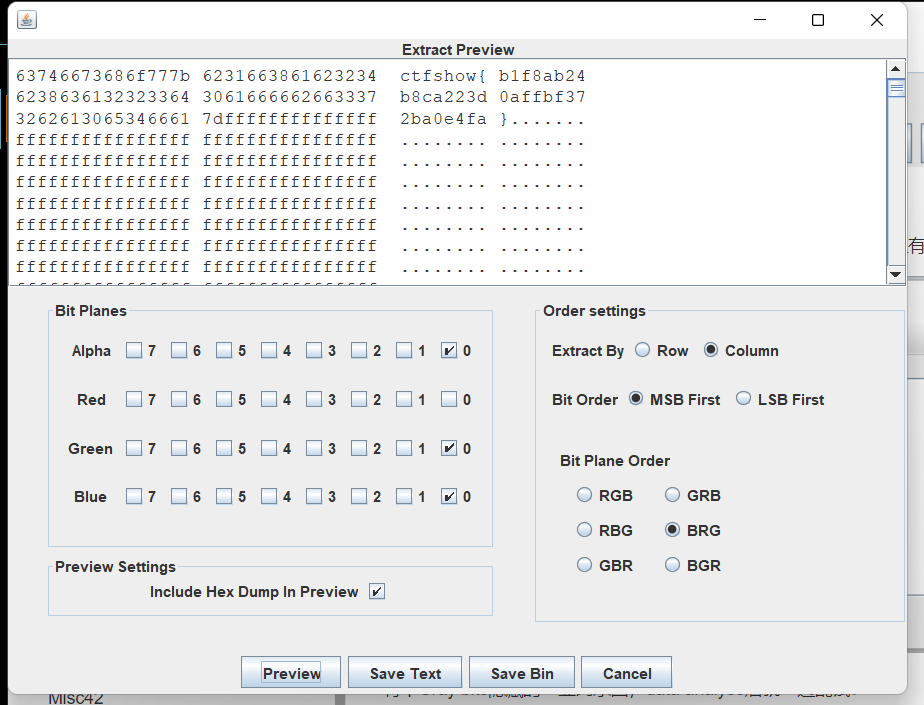 Extract Preview
63746673686f777b 6231663861623234 ctfshow{ b1f8ab24
6238636132323364 3061666662663337 b8ca223d 0affbf37
3262613065346661 7dffffffffffffff 2ba0e4fa }.......
ffffffffffffffff ffffffffffffffff ........ ........
ffffffffffffffff ffffffffffffffff ........ ........
ffffffffffffffff ffffffffffffffff ........ ........
ffffffffffffffff ffffffffffffffff ........ ........
ffffffffffffffff ffffffffffffffff ........ ........
ffffffffffffffff ffffffffffffffff ........ ........
ffffffffffffffff ffffffffffffffff ........ ........
有
Bit Planes
Alpha 7 6 5 4 3 2 1 0
Red 7 6 5 4 3 2 1 0
Green 7 6 5 4 3 2 1 0
Blue 7 6 5 4 3 2 1 0
Preview Settings
Include Hex Dump In Preview
Order settings
Extract By Row Column
Bit Order MSB First LSB First
Bit Plane Order
RGB GRB
RBG BRG
GBR BGR
Preview Save Text Save Bin Cancel
Misc42